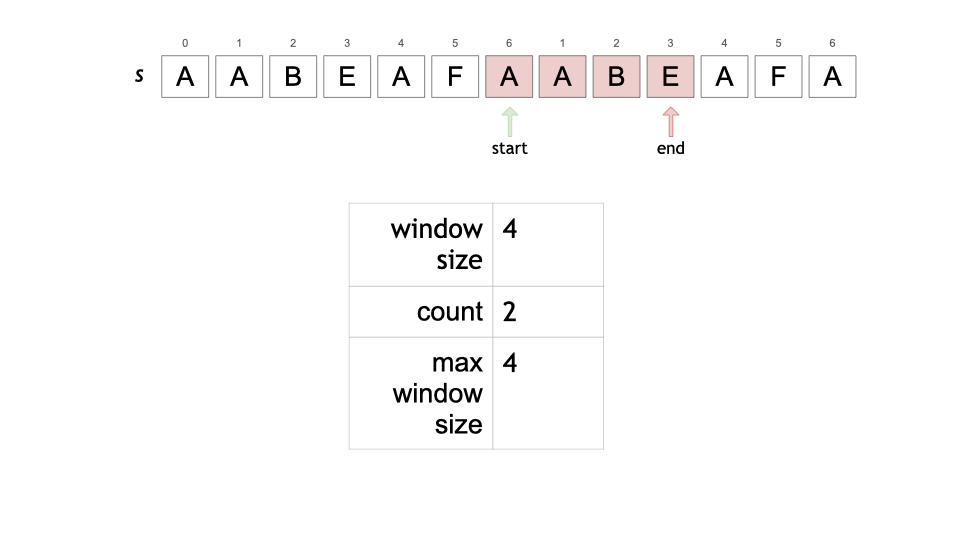 0 1 2 3 4 5 6 1 2 3 4 5 6
s A A B E A F A A B E A F A
start end
window 4
size
count 2
max 4
window
size